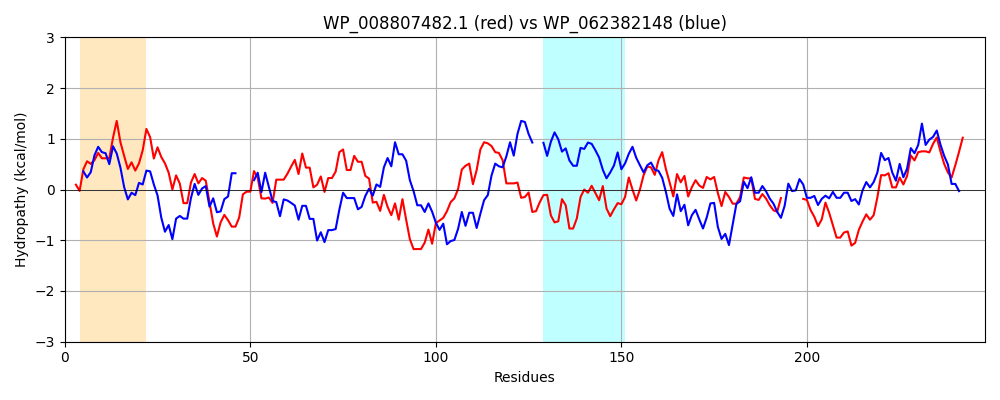 WP_008807482.1 (red) vs WP_062382148 (blue)
Hydropathy (kcal/mol)
3
2
1
0
−1
−2
−3
0 50 100 150 200
Residues